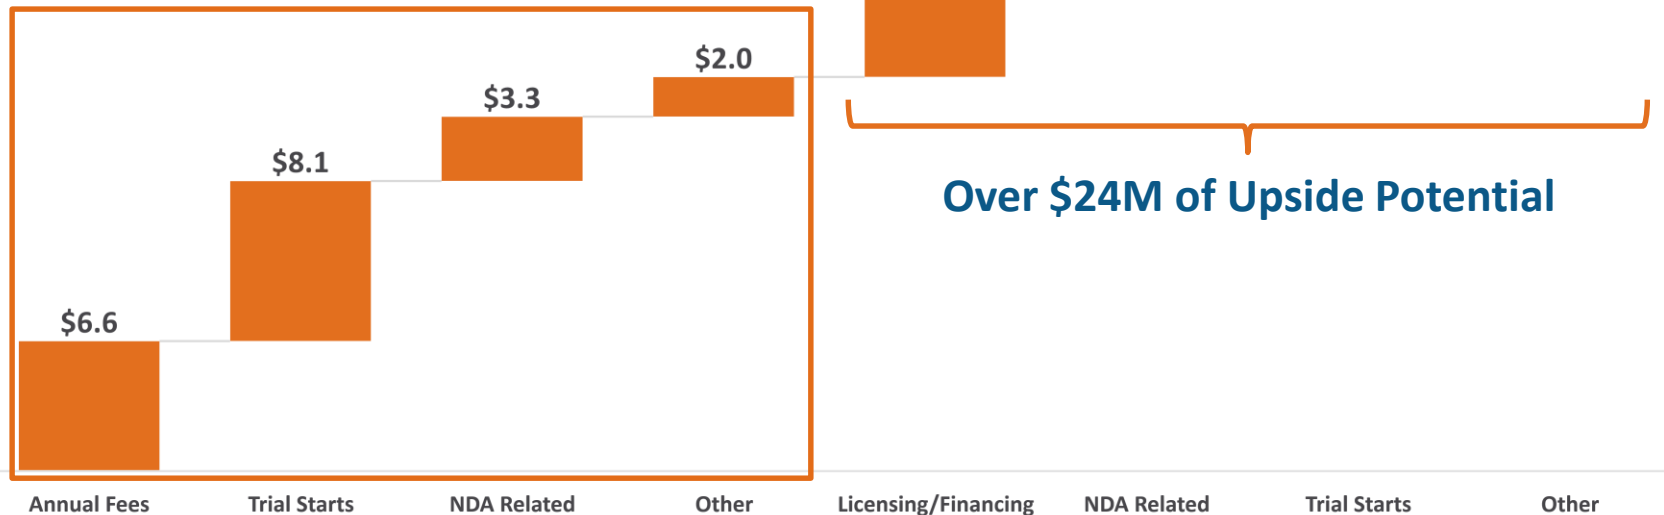 $2.0
$3.3
$8.1
Over $24M of Upside Potential
$6.6
Annual Fees
Trial Starts
NDA Related
Other
Licensing/Financing
NDA Related
Trial Starts
Other